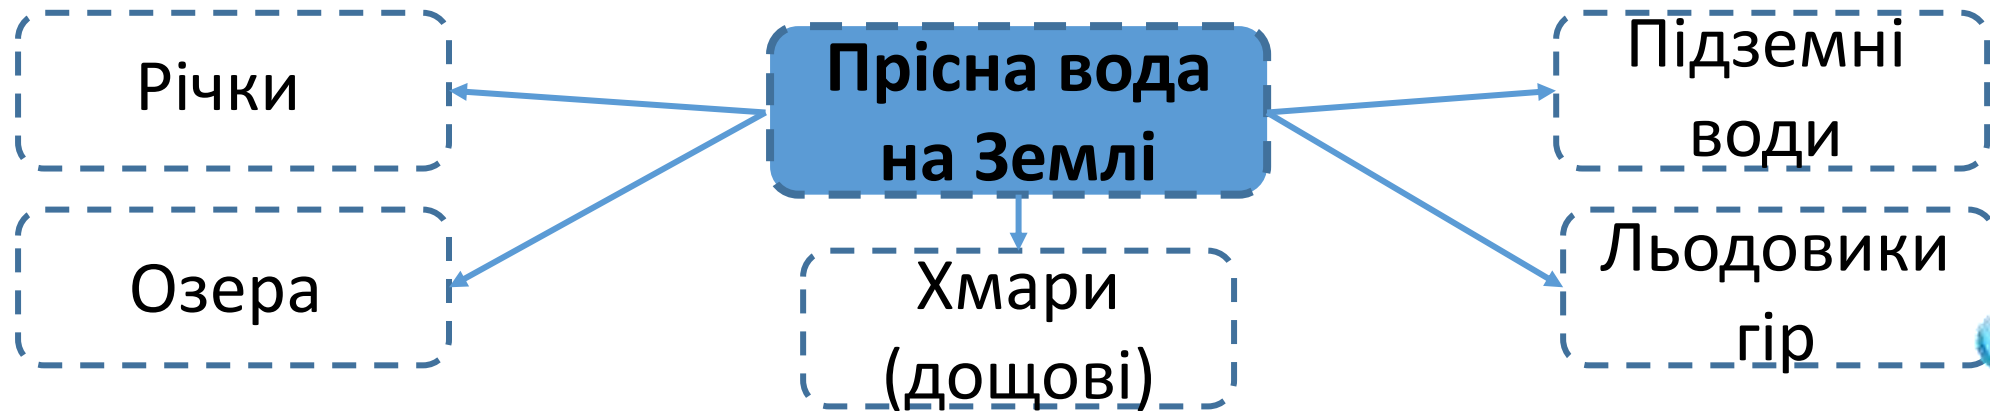 Річки
Озера
Прісна вода
на Землі
Хмари
(дощові)
Підземні
води
Льодовики
гір